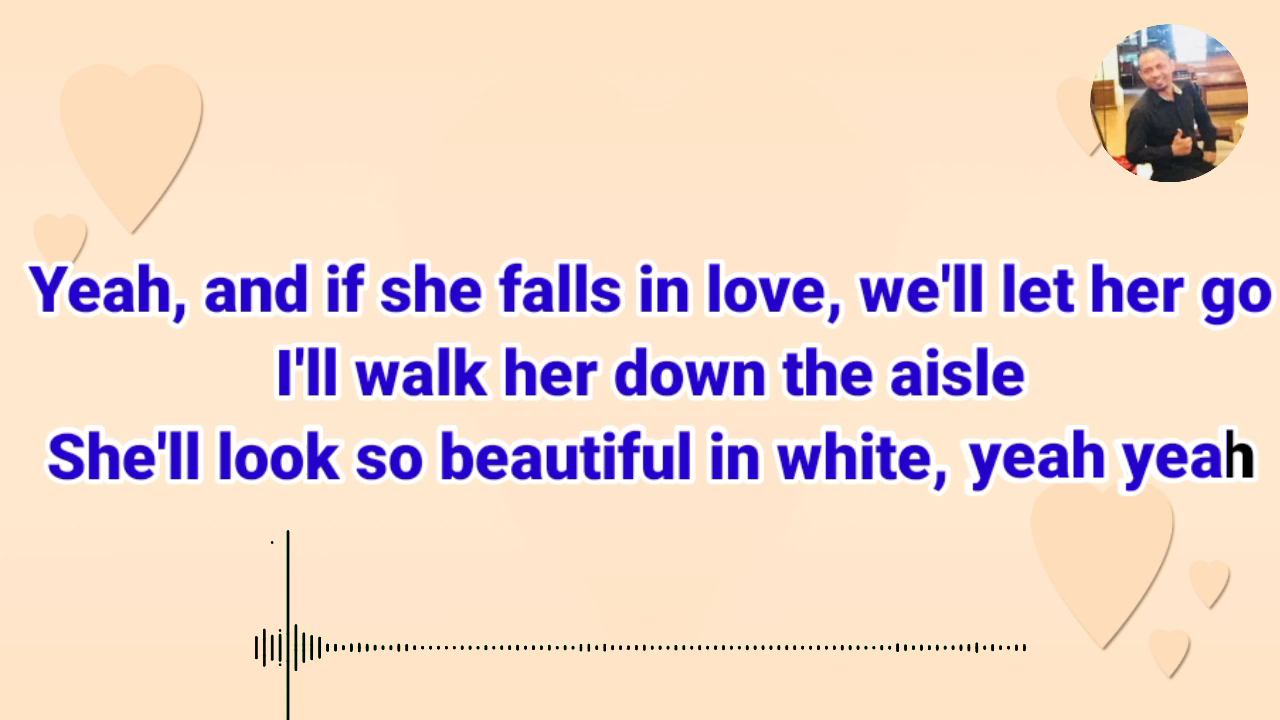 Yeah, and if she falls in love, we'll let her go
I'll walk her down the aisle
She'll look so beautiful in white, yeah yeah